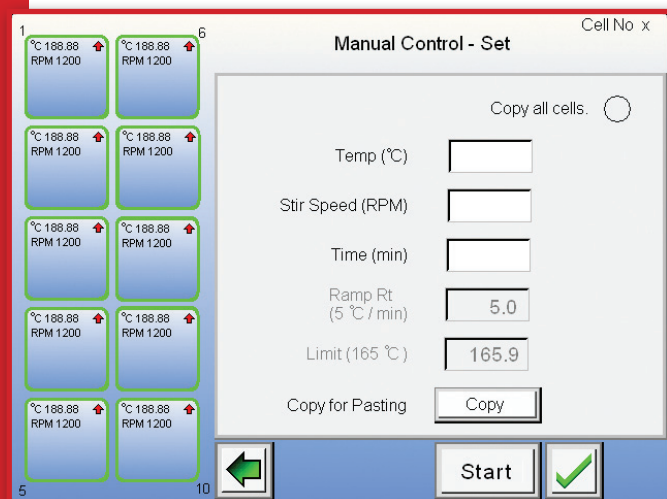 1
6
°C 188.88
RPM 1200
°C 188.88
RPM 1200
°C 188.88
RPM 1200
°C 188.88
RPM 1200
°C 188.88
RPM 1200
°C 188.88
RPM 1200
°C 188.88
RPM 1200
°C 188.88
RPM 1200
°C 188.88
RPM 1200
°C 188.88
RPM 1200
5
10
Cell No x
Manual Control - Set
Copy all cells.
Temp (°C)
Stir Speed (RPM)
Time (min)
Ramp Rt
(5 °C / min)
5.0
Limit (165 °C)
165.9
Copy for Pasting
Copy
Start